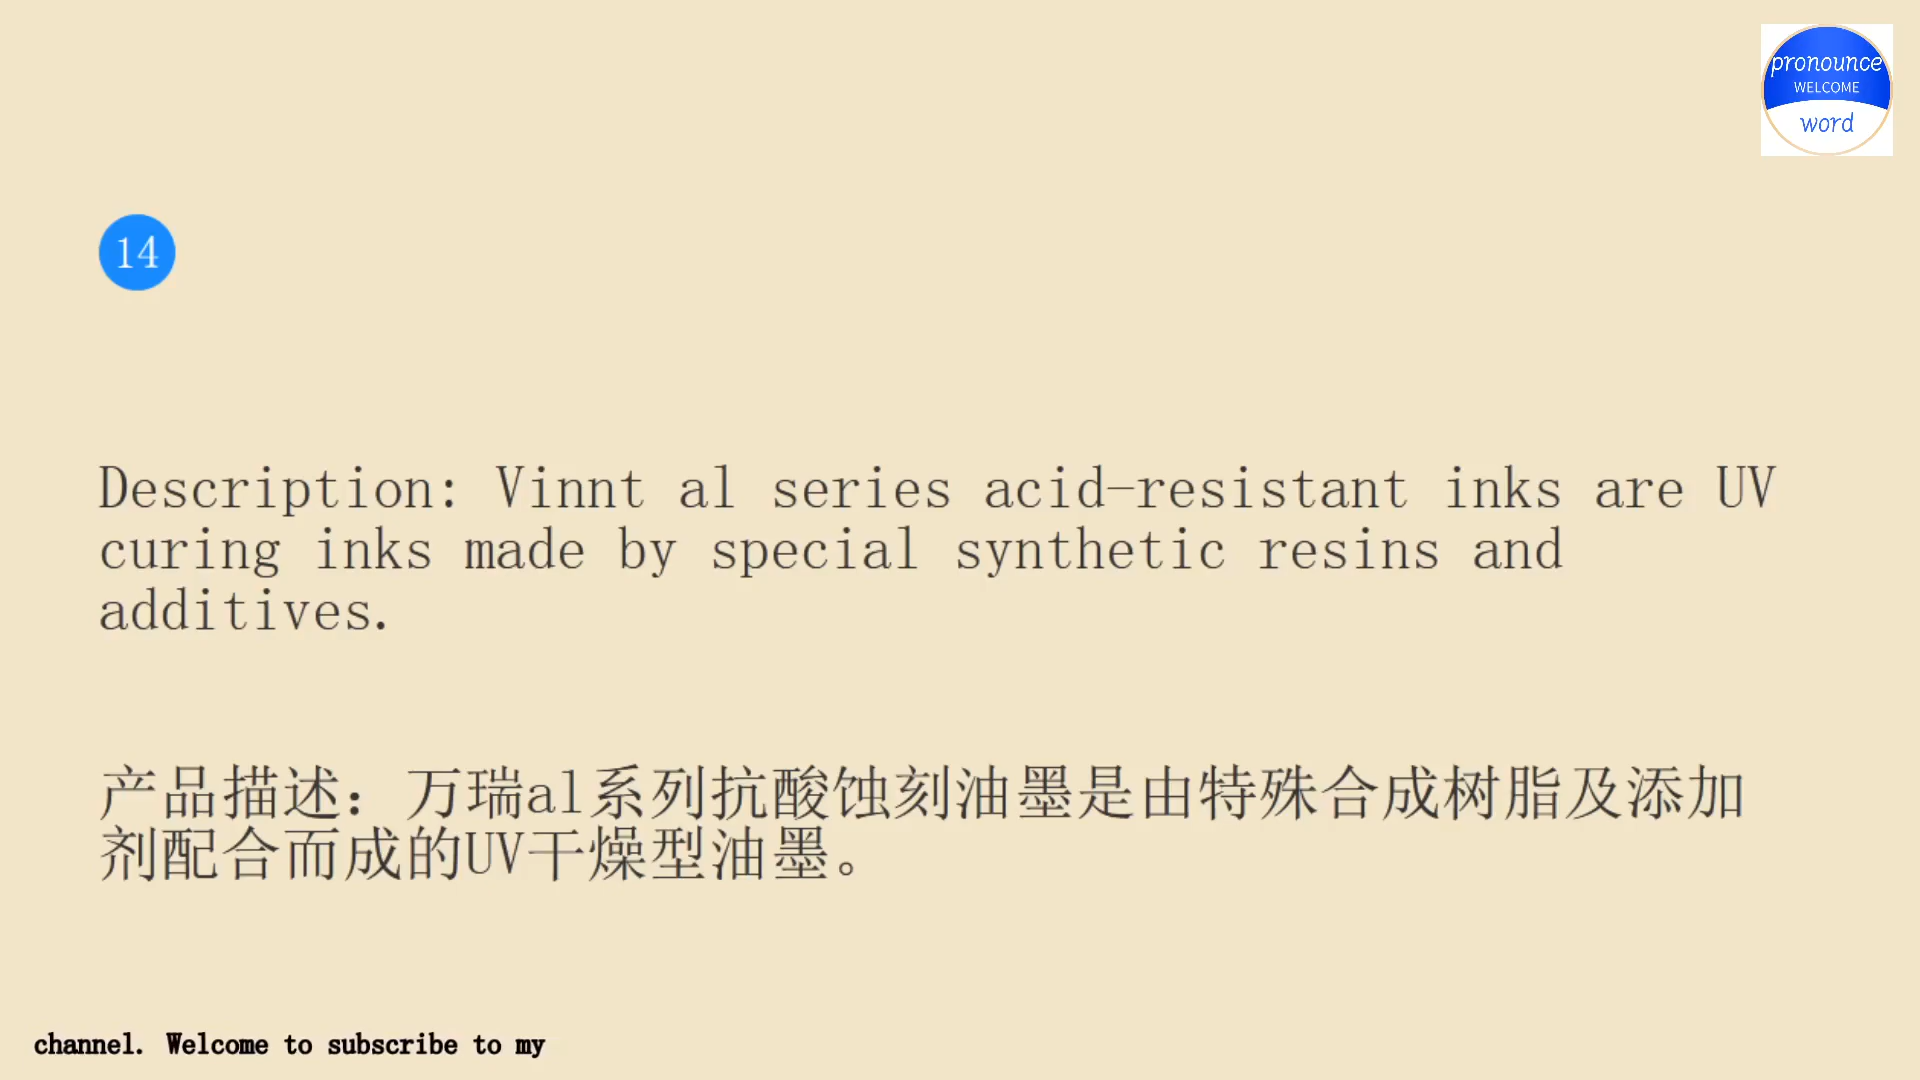 pronounce
WELCOME
word
14
Description: Vinnt al series acid-resistant inks are UV
curing inks made by special synthetic resins and
additives.
产品描述：万瑞al系列抗酸蚀刻油墨是由特殊合成树脂及添加
剂配合而成的UV干燥型油墨。
channel. Welcome to subscribe to my